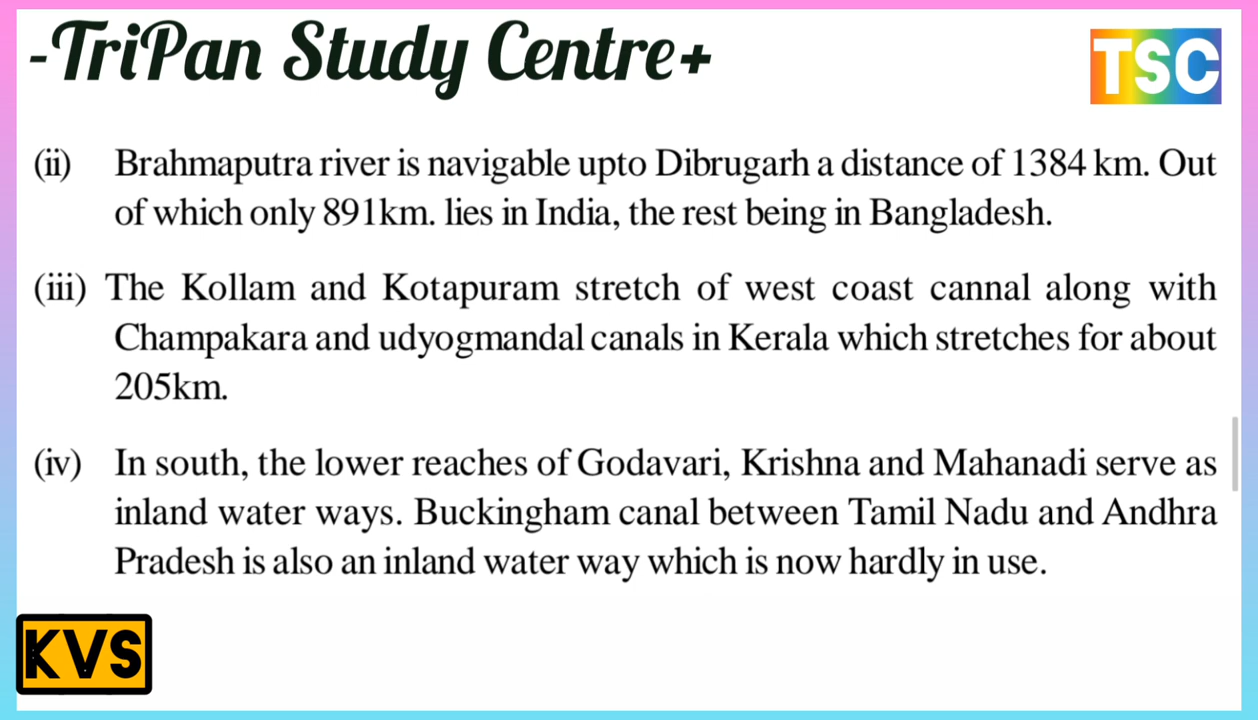 -TriPan Study Centre+
TSC
(ii) Brahmaputra river is navigable upto Dibrugarh a distance of 1384 km. Out
of which only 891km. lies in India, the rest being in Bangladesh.
(iii) The Kollam and Kotapuram stretch of west coast cannal along with
Champakara and udyogmandal canals in Kerala which stretches for about
205km.
(iv) In south, the lower reaches of Godavari, Krishna and Mahanadi serve as
inland water ways. Buckingham canal between Tamil Nadu and Andhra
Pradesh is also an inland water way which is now hardly in use.
KVS